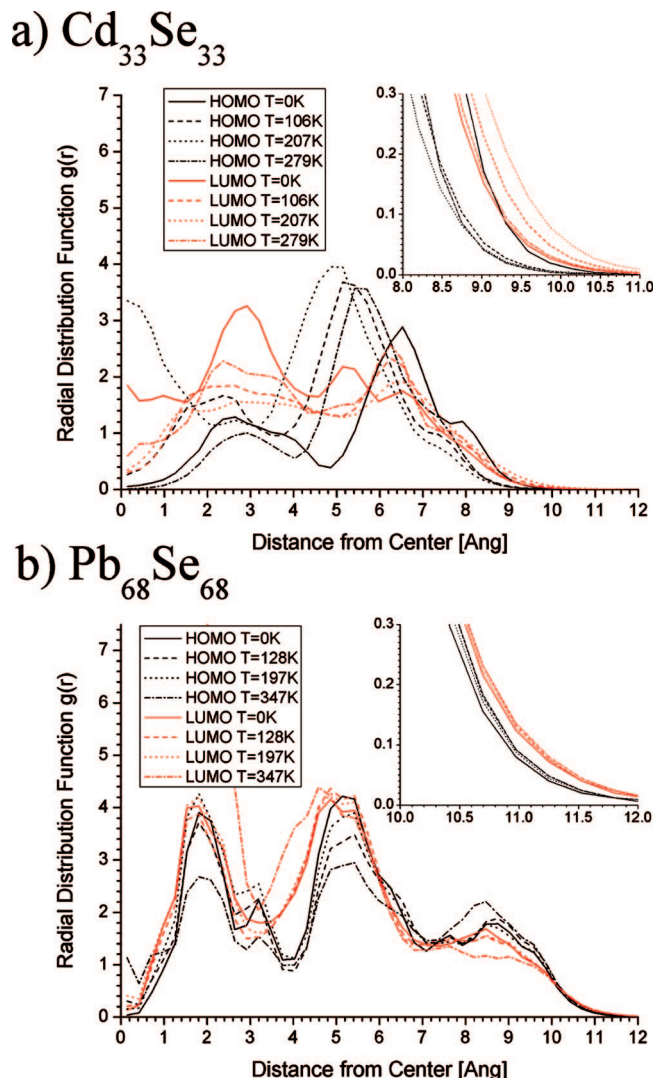 a) Cd33Se33
Radial Distribution Function g(r)
7
6
5
4
3
2
1
0
HOMO T=0K
HOMO T=106K
HOMO T=207K
HOMO T=279K
LUMO T=0K
LUMO T=106K
LUMO T=207K
LUMO T=279K
0.3
0.2
0.1
0.0
8.0 8.5 9.0 9.5 10.0 10.5 11.0
0 1 2 3 4 5 6 7 8 9 10 11 12
Distance from Center [Ang]
b) Pb68Se68
Radial Distribution Function g(r)
7
6
5
4
3
2
1
0
HOMO T=0K
HOMO T=128K
HOMO T=197K
HOMO T=347K
LUMO T=0K
LUMO T=128K
LUMO T=197K
LUMO T=347K
0.3
0.2
0.1
0.0
10.0 10.5 11.0 11.5 12.0
0 1 2 3 4 5 6 7 8 9 10 11 12
Distance from Center [Ang]